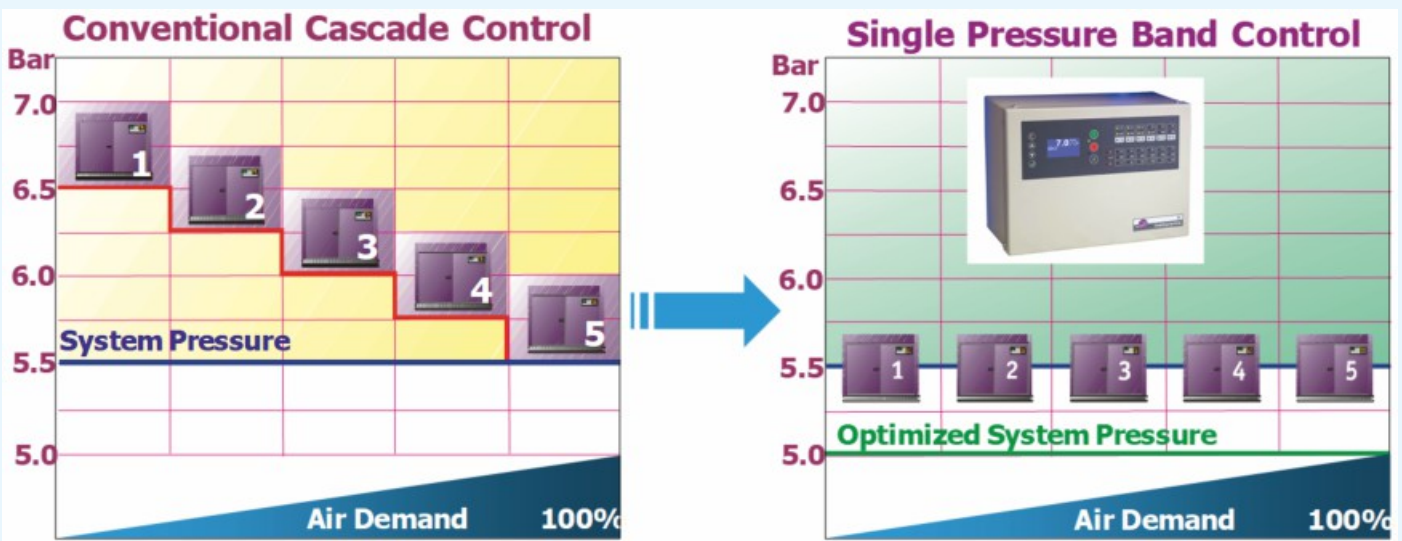 Conventional Cascade Control
Bar
7.0
6.5
6.0
5.5
5.0
1
2
3
4
5
System Pressure
Air Demand 100%
Single Pressure Band Control
Bar
7.0
6.5
6.0
5.5
5.0
7.0
1
2
3
4
5
Optimized System Pressure
Air Demand 100%